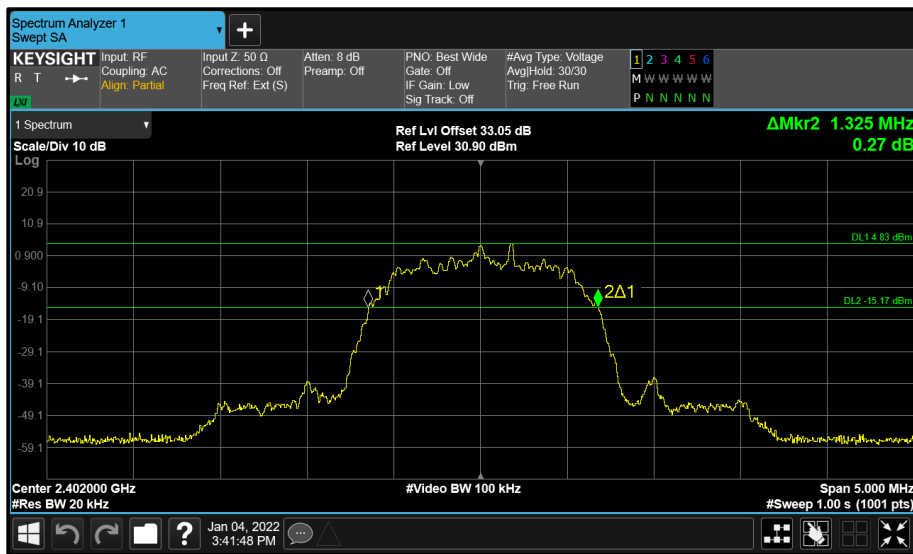 Spectrum Analyzer 1
Swept SA
KEYSIGHT
R T
LXI
Input: RF
Coupling: AC
Align: Partial
Input Z: 50 Ω
Corrections: Off
Freq Ref: Ext (S)
Atten: 8 dB
Preamp: Off
PNO: Best Wide
Gate: Off
IF Gain: Low
Sig Track: Off
#Avg Type: Voltage
Avg|Hold: 30/30
Trig: Free Run
1 2 3 4 5 6
M W W W W W
P N N N N N
1 Spectrum
Scale/Div 10 dB
Log
Ref Lvl Offset 33.05 dB
Ref Level 30.90 dBm
ΔMkr2 1.325 MHz
0.27 dB
20.9
10.9
DL1 4.83 dBm
0.900
-9.10
1
2Δ1
DL2 -15.17 dBm
-19.1
-29.1
-39.1
-49.1
-59.1
Center 2.402000 GHz
#Res BW 20 kHz
#Video BW 100 kHz
Span 5.000 MHz
#Sweep 1.00 s (1001 pts)
?
Jan 04, 2022
3:41:48 PM